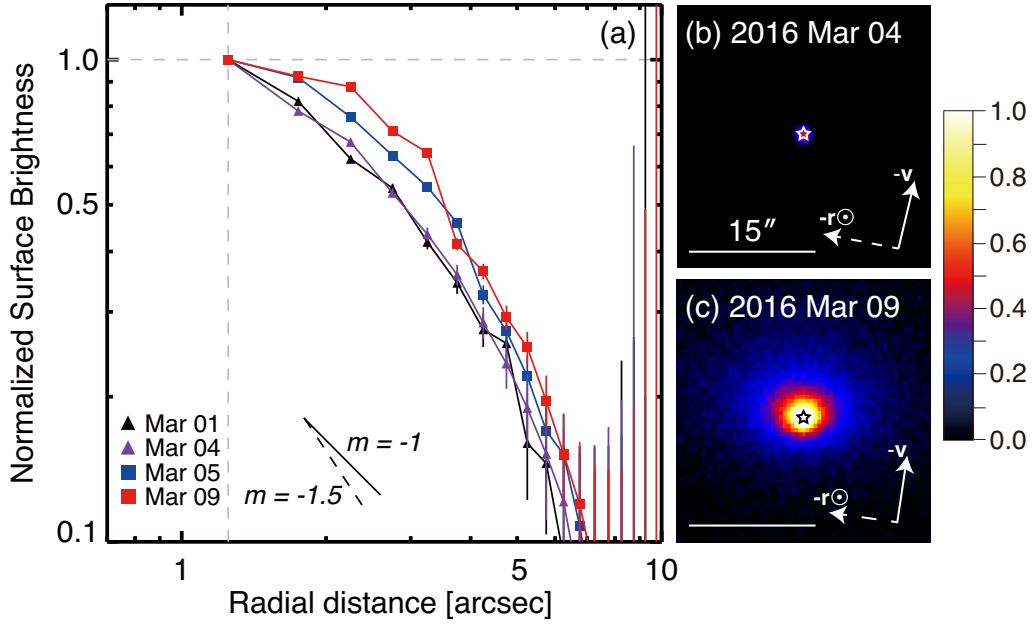 (a)
1.0
0.5
0.1
Normalized Surface Brightness
Mar 01
Mar 04
Mar 05
Mar 09
m = -1
m = -1.5
1
5
10
Radial distance [arcsec]
(b) 2016 Mar 04
-v
-r⊙
15″
(c) 2016 Mar 09
-v
-r⊙
1.0
0.8
0.6
0.4
0.2
0.0